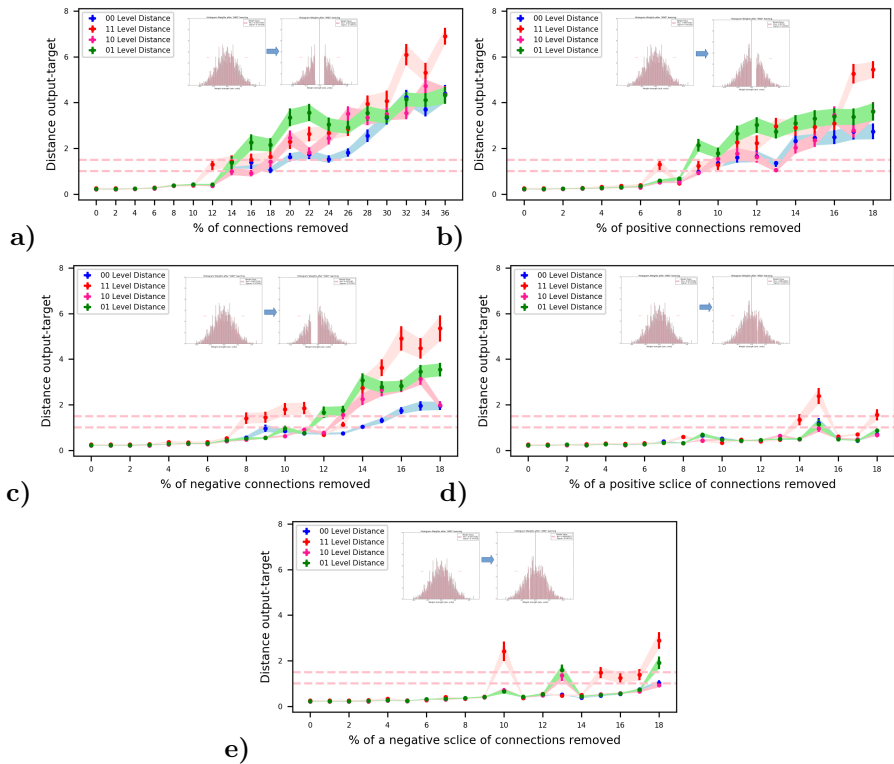 8
6
4
2
0
Distance output-target
00 Level Distance
11 Level Distance
10 Level Distance
01 Level Distance
0 2 4 6 8 10 12 14 16 18 20 22 24 26 28 30 32 34 36
% of connections removed
a)
8
6
4
2
0
Distance output-target
00 Level Distance
11 Level Distance
10 Level Distance
01 Level Distance
0 2 4 6 8 10 12 14 16 18
% of positive connections removed
b)
8
6
4
2
0
Distance output-target
00 Level Distance
11 Level Distance
10 Level Distance
01 Level Distance
0 2 4 6 8 10 12 14 16 18
% of negative connections removed
c)
8
6
4
2
0
Distance output-target
00 Level Distance
11 Level Distance
10 Level Distance
01 Level Distance
0 2 4 6 8 10 12 14 16 18
% of a positive sclice of connections removed
d)
8
6
4
2
0
Distance output-target
00 Level Distance
11 Level Distance
10 Level Distance
01 Level Distance
0 2 4 6 8 10 12 14 16 18
% of a negative sclice of connections removed
e)